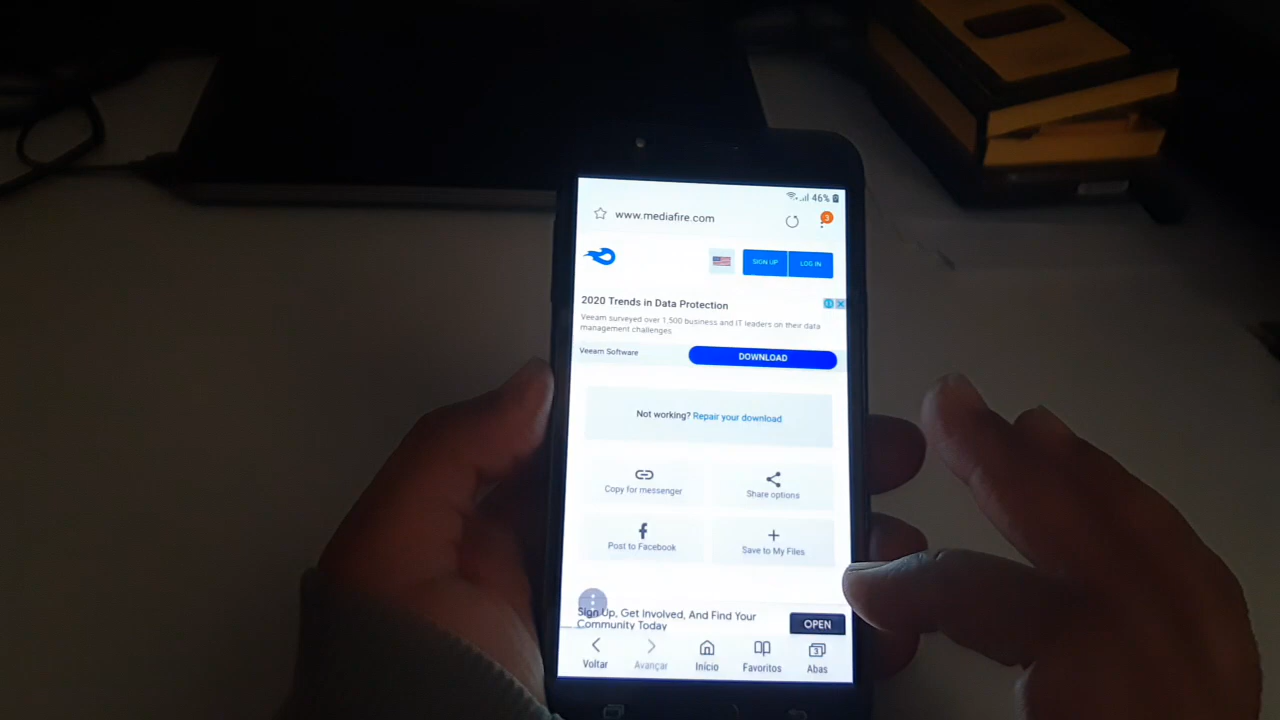 46%
www.mediafire.com
3
SIGN UP
LOG IN
2020 Trends in Data Protection
Veeam surveyed over 1,500 business and IT leaders on their data
management challenges
Veeam Software
DOWNLOAD
Not working? Repair your download
Copy for messenger
Share options
Post to Facebook
Save to My Files
Sign Up, Get Involved, And Find Your
Community Today
OPEN
3
Voltar
Avançar
Início
Favoritos
Abas